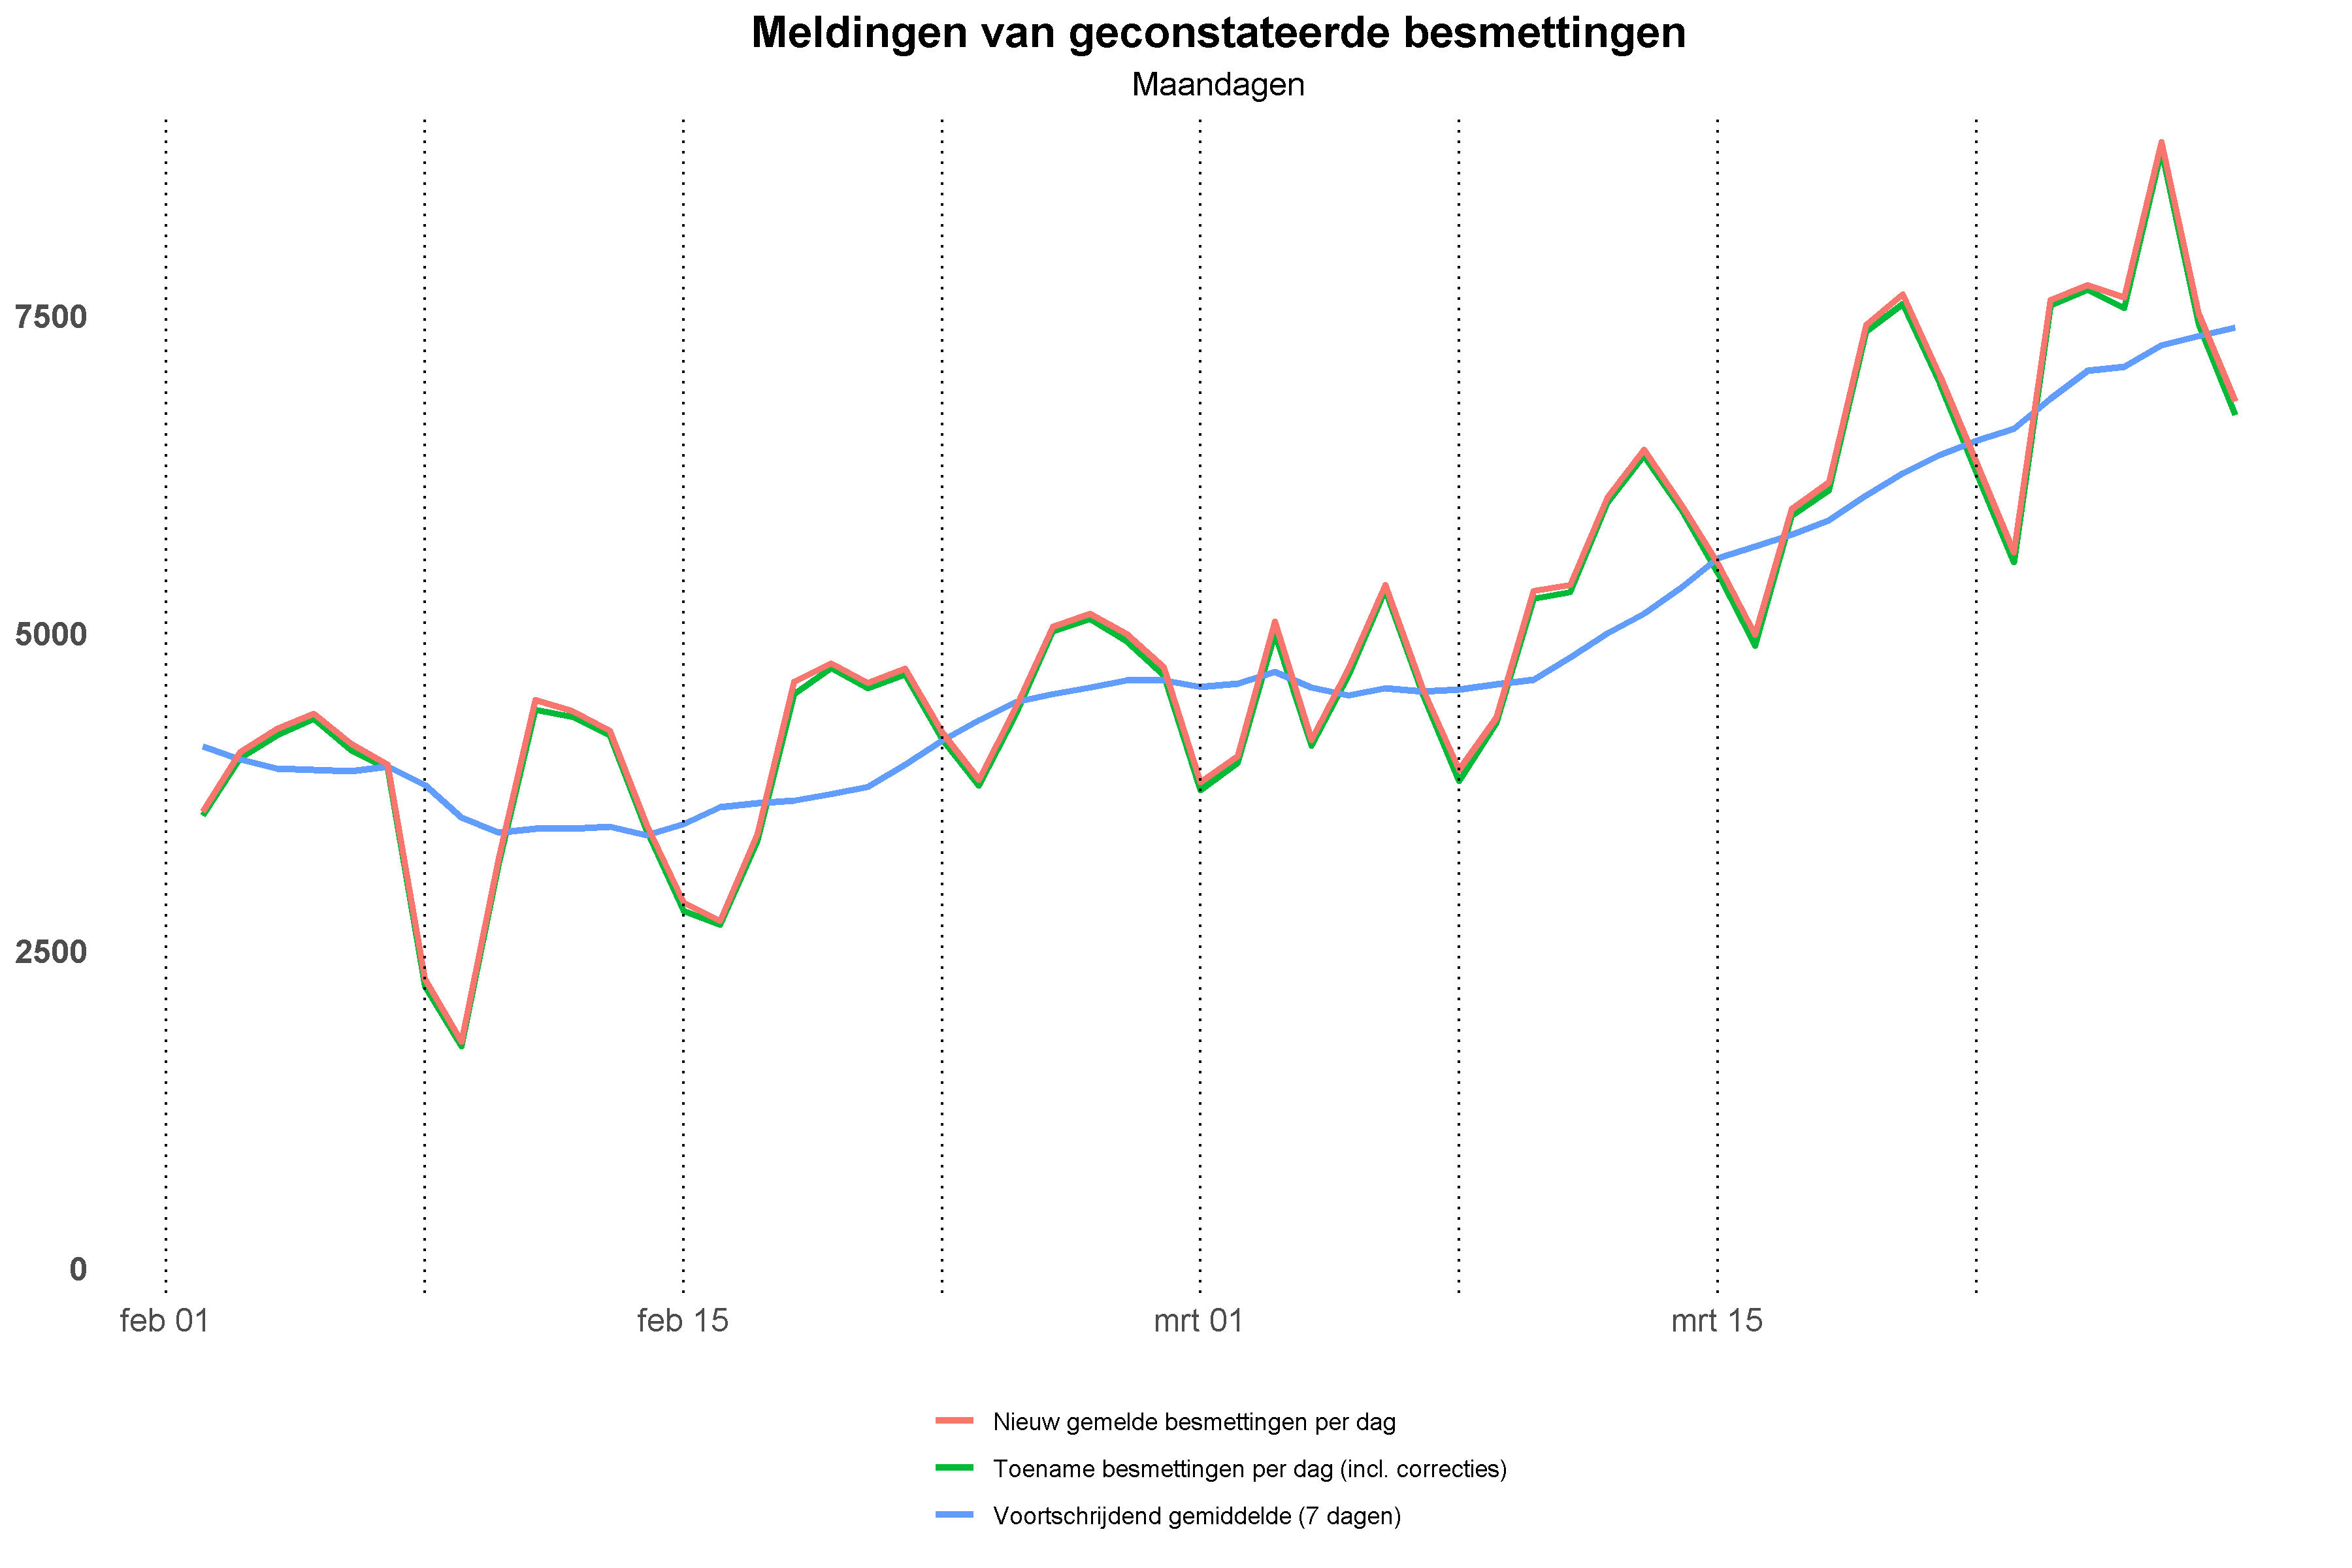 Meldingen van geconstateerde besmettingen
Maandagen
7500
5000
2500
0
feb 01
feb 15
mrt 01
mrt 15
Nieuw gemelde besmettingen per dag
Toename besmettingen per dag (incl. correcties)
Voortschrijdend gemiddelde (7 dagen)